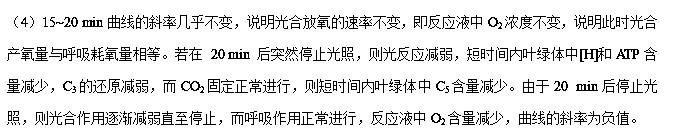 （4）15~20 min 曲线的斜率几乎不变，说明光合放氧的速率不变，即反应液中 O₂ 浓度不变，说明此时光合
产氧量与呼吸耗氧量相等。若在 20 min 后突然停止光照，则光反应减弱，短时间内叶绿体中[H]和 ATP 含
量减少，C₃ 的还原减弱，而 CO₂ 固定正常进行，则短时间内叶绿体中 C₅ 含量减少。由于 20 min 后停止光
照，则光合作用逐渐减弱直至停止，而呼吸作用正常进行，反应液中 O₂ 含量减少，曲线的斜率为负值。